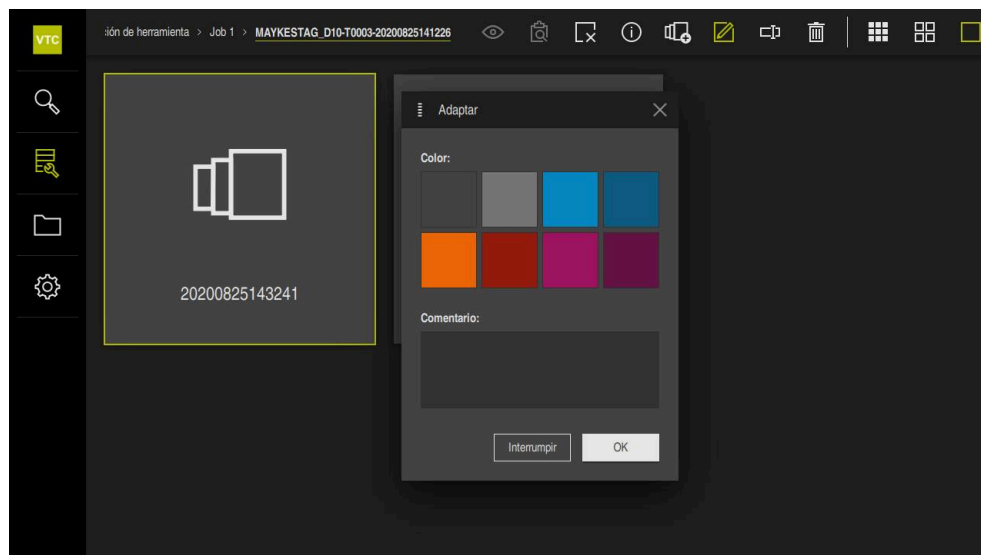 VTC
ión de herramienta > Job 1 > MAYKESTAG_D10-T0003-20200825141226
Adaptar
Color:
20200825143241
Comentario:
Interrumpir
OK